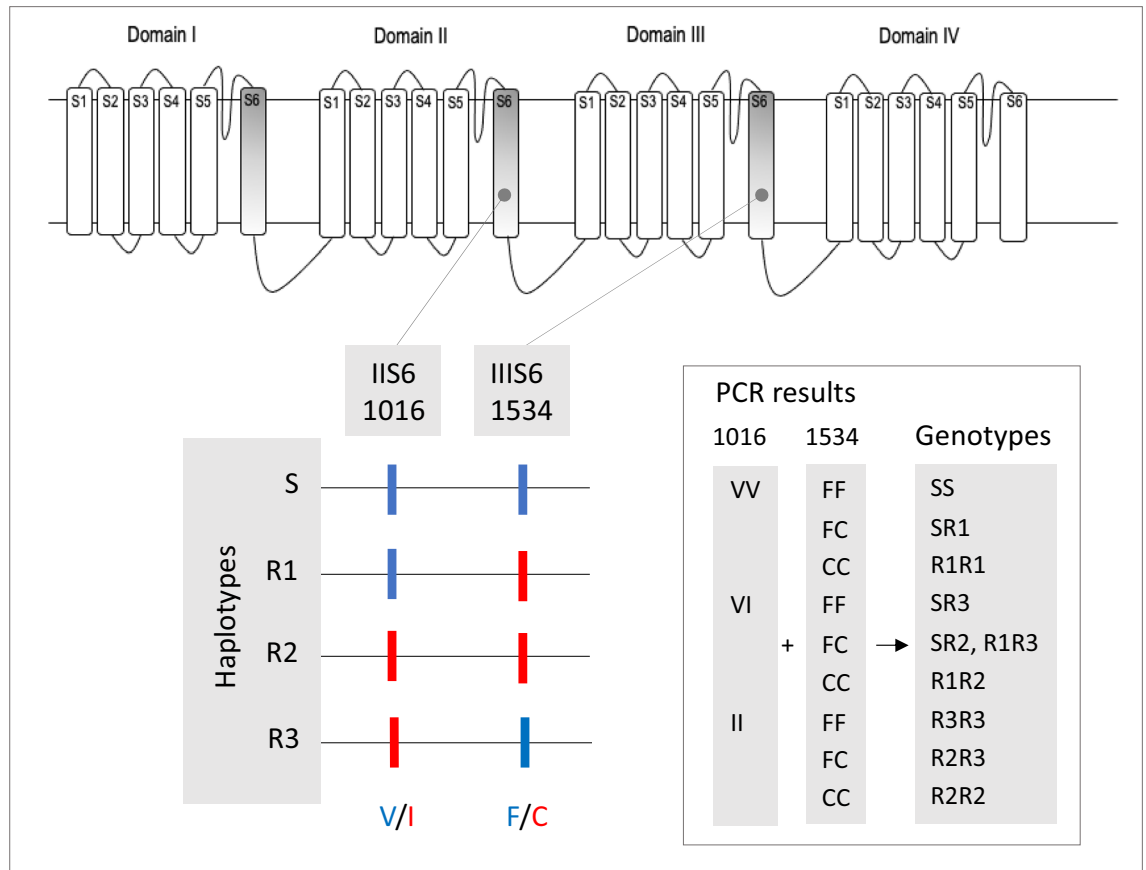 Domain I Domain II Domain III Domain IV
S1 S2 S3 S4 S5 S6 S1 S2 S3 S4 S5 S6 S1 S2 S3 S4 S5 S6 S1 S2 S3 S4 S5 S6
IIS6 IIIS6
1016 1534
Haplotypes
S
R1
R2
R3
V/I F/C
PCR results
1016 1534 Genotypes
VV FF SS
FC SR1
CC R1R1
VI FF SR3
+ FC → SR2, R1R3
CC R1R2
II FF R3R3
FC R2R3
CC R2R2